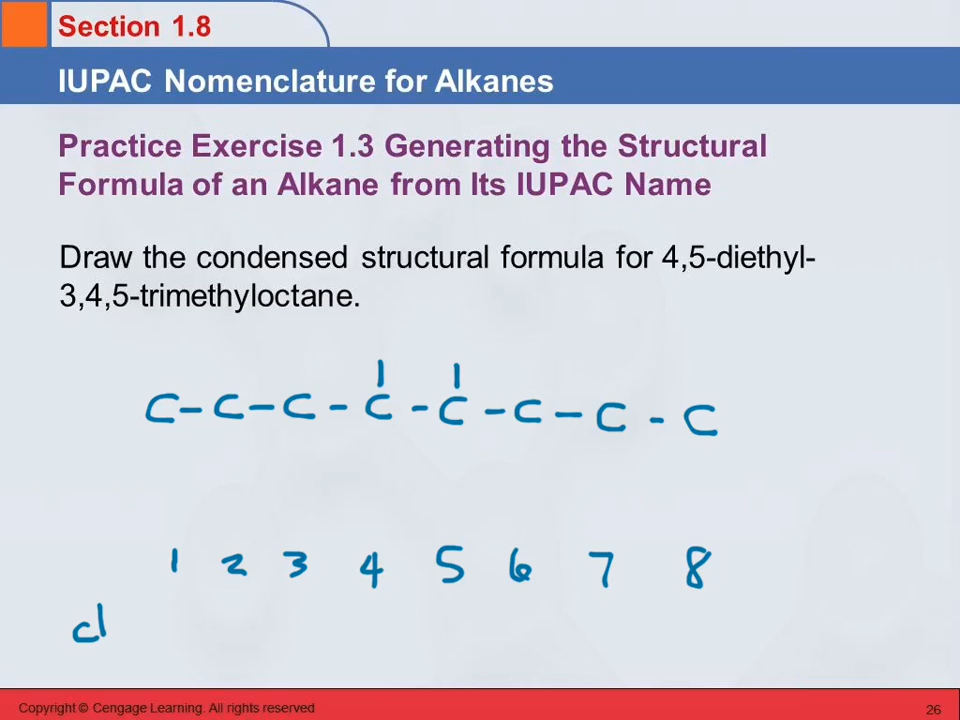 Section 1.8
IUPAC Nomenclature for Alkanes
Practice Exercise 1.3 Generating the Structural
Formula of an Alkane from Its IUPAC Name
Draw the condensed structural formula for 4,5-diethyl-
3,4,5-trimethyloctane.
C-C-C-C-C-C-C-C
1 2 3 4 5 6 7 8
d
Copyright © Cengage Learning. All rights reserved
26